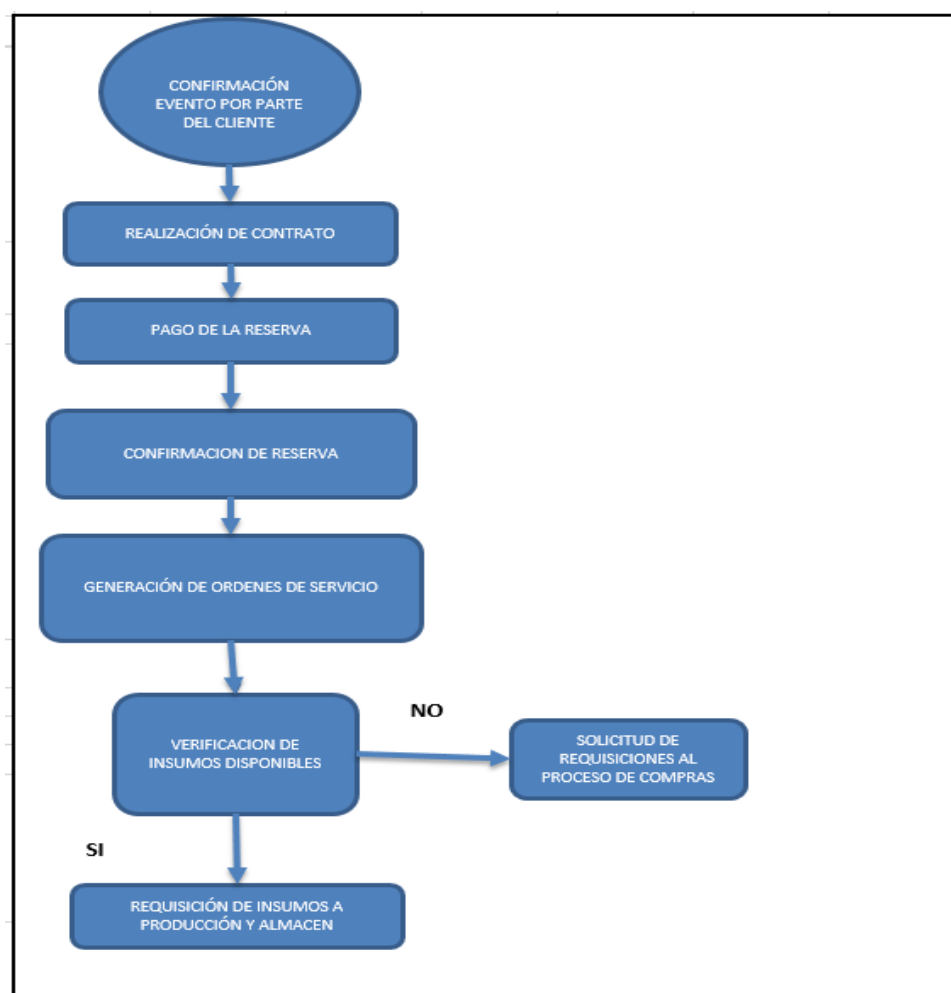 CONFIRMACIÓN
EVENTO POR PARTE
DEL CLIENTE
REALIZACIÓN DE CONTRATO
PAGO DE LA RESERVA
CONFIRMACION DE RESERVA
GENERACIÓN DE ORDENES DE SERVICIO
VERIFICACION DE
INSUMOS DISPONIBLES
NO
SOLICITUD DE
REQUISICIONES AL
PROCESO DE COMPRAS
SI
REQUISICIÓN DE INSUMOS A
PRODUCCIÓN Y ALMACEN